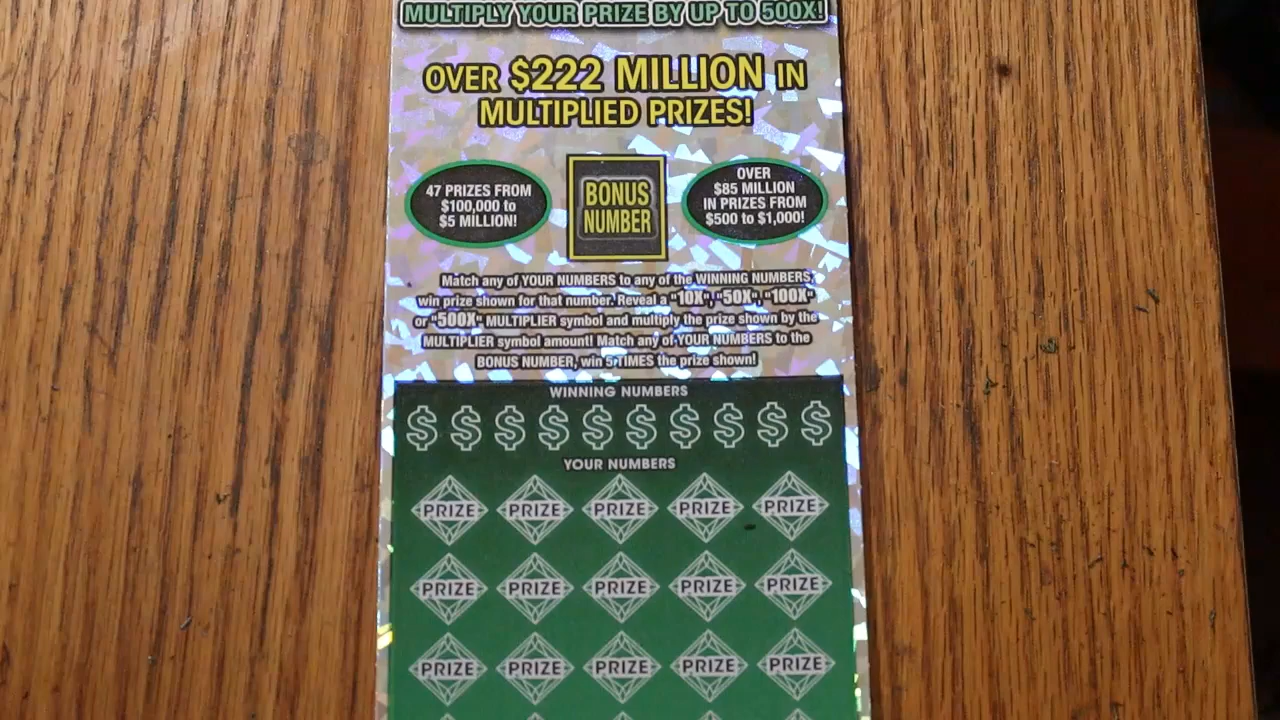 MULTIPLY YOUR PRIZE BY UP TO 500X!
OVER $222 MILLION IN
MULTIPLIED PRIZES!
47 PRIZES FROM
$100,000 to
$5 MILLION!
BONUS
NUMBER
OVER
$85 MILLION
IN PRIZES FROM
$500 to $1,000!
Match any of YOUR NUMBERS to any of the WINNING NUMBERS,
win prize shown for that number. Reveal a "10X", "50X", "100X"
or "500X" MULTIPLIER symbol and multiply the prize shown by the
MULTIPLIER symbol amount! Match any of YOUR NUMBERS to the
BONUS NUMBER, win 5 TIMES the prize shown!
WINNING NUMBERS
$ $ $ $ $ $ $ $ $ $
YOUR NUMBERS
PRIZE PRIZE PRIZE PRIZE PRIZE
PRIZE PRIZE PRIZE PRIZE PRIZE
PRIZE PRIZE PRIZE PRIZE PRIZE